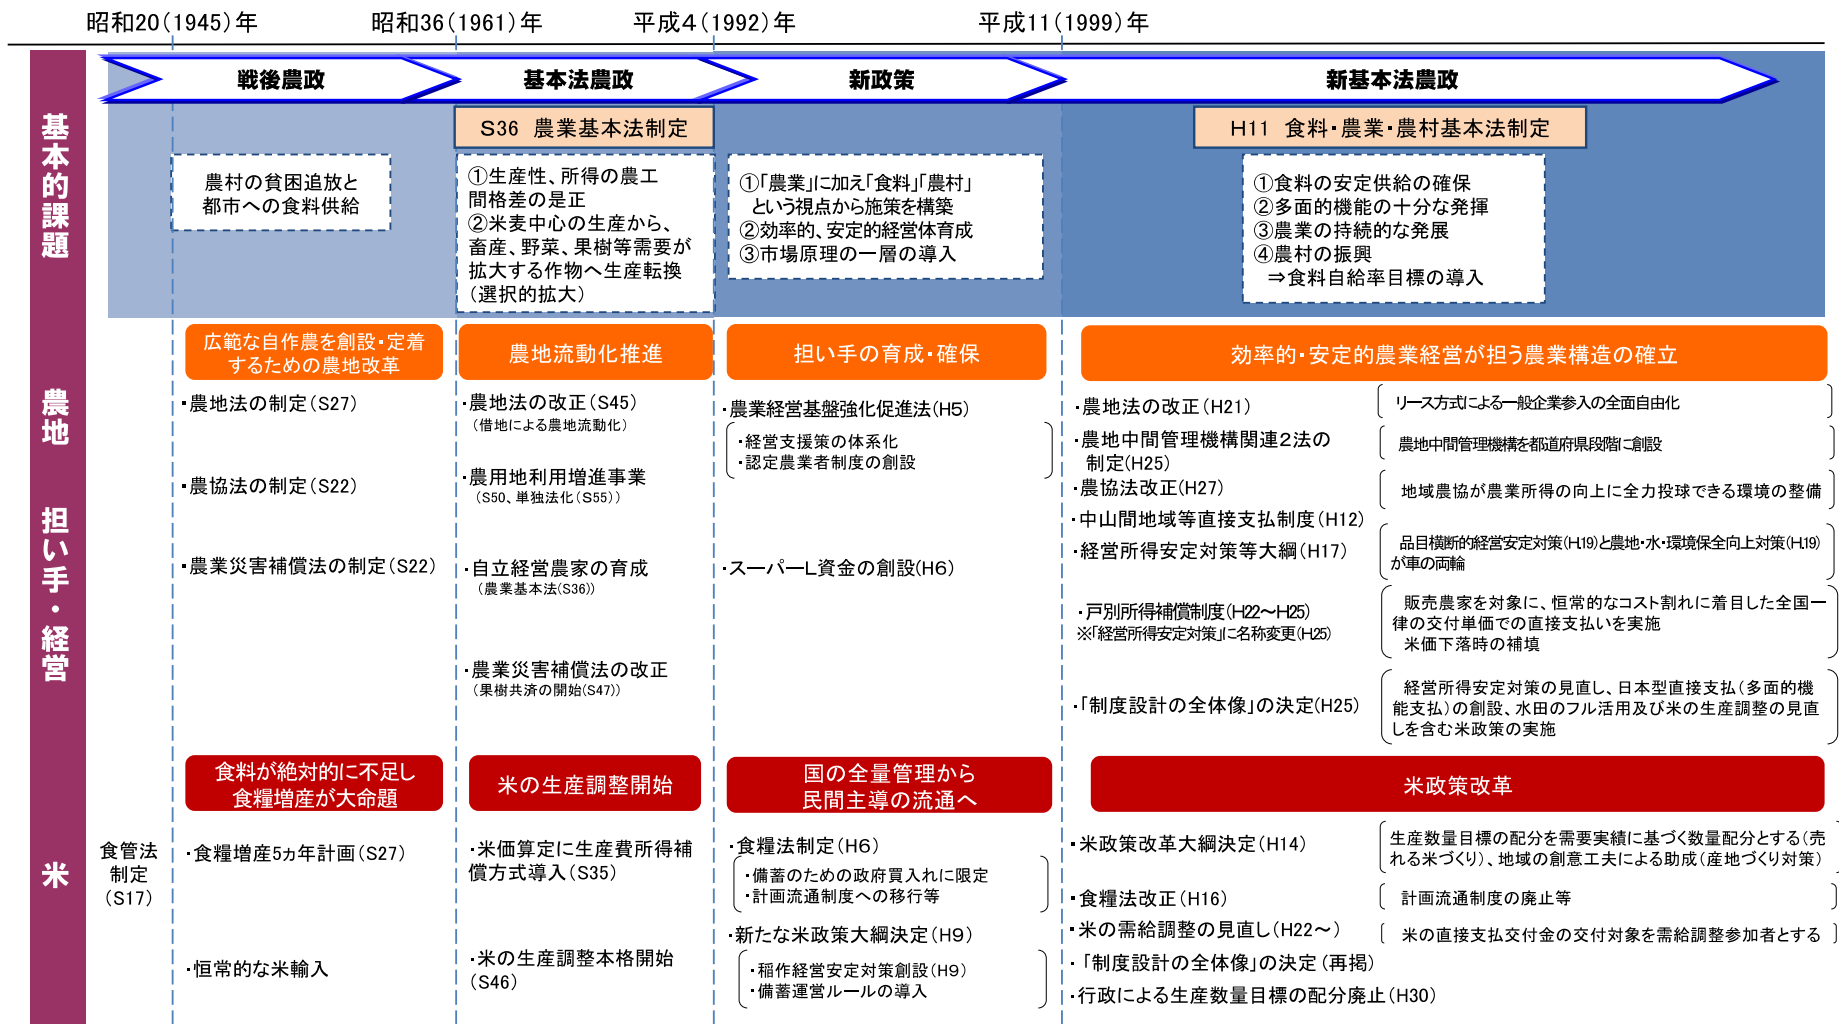 昭和20（1945）年
昭和36（1961）年
平成４（1992）年
平成11（1999）年
戦後農政
基本法農政
新政策
新基本法農政
基本的課題
Ｓ36　農業基本法制定
Ｈ11　食料・農業・農村基本法制定
農村の貧困追放と
都市への食料供給
①生産性、所得の農工
間格差の是正
②米麦中心の生産から、
畜産、野菜、果樹等需要が
拡大する作物へ生産転換
（選択的拡大）
①「農業」に加え「食料」「農村」
という視点から施策を構築
②効率的、安定的経営体育成
③市場原理の一層の導入
①食料の安定供給の確保
②多面的機能の十分な発揮
③農業の持続的な発展
④農村の振興
⇒食料自給率目標の導入
農地
担い手・経営
広範な自作農を創設・定着
するための農地改革
・農地法の制定（S27）
・農協法の制定（S22）
・農業災害補償法の制定（S22）
農地流動化推進
・農地法の改正（S45）
（借地による農地流動化）
・農用地利用増進事業
（S50、単独法化（Ｓ55））
・自立経営農家の育成
（農業基本法(S36)）
・農業災害補償法の改正
（果樹共済の開始(S47)）
担い手の育成・確保
・農業経営基盤強化促進法（H5）
・経営支援策の体系化
・認定農業者制度の創設
・スーパーＬ資金の創設（H6）
効率的・安定的農業経営が担う農業構造の確立
・農地法の改正（H21）
リース方式による一般企業参入の全面自由化
・農地中間管理機構関連２法の
制定（H25）
農地中間管理機構を都道府県段階に創設
・農協法改正（H27）
地域農協が農業所得の向上に全力投球できる環境の整備
・中山間地域等直接支払制度（H12）
・経営所得安定対策等大綱（H17）
品目横断的経営安定対策（H19）と農地・水・環境保全向上対策（H19）
が車の両輪
・戸別所得補償制度（H22～H25）
※「経営所得安定対策」に名称変更（H25）
販売農家を対象に、恒常的なコスト割れに着目した全国一
律の交付単価での直接支払いを実施
米価下落時の補填
・「制度設計の全体像」の決定（H25）
経営所得安定対策の見直し、日本型直接支払（多面的機
能支払）の創設、水田のフル活用及び米の生産調整の見直
しを含む米政策の実施
米
食管法
制定
（S17）
食料が絶対的に不足し
食糧増産が大命題
・食糧増産5ヵ年計画（S27）
・恒常的な米輸入
米の生産調整開始
・米価算定に生産費所得補
償方式導入（S35）
・米の生産調整本格開始
（S46）
国の全量管理から
民間主導の流通へ
・食糧法制定（H6）
・備蓄のための政府買入れに限定
・計画流通制度への移行等
・新たな米政策大綱決定（H9）
・稲作経営安定対策創設（H9）
・備蓄運営ルールの導入
米政策改革
・米政策改革大綱決定（H14）
生産数量目標の配分を需要実績に基づく数量配分とする（売
れる米づくり）、地域の創意工夫による助成（産地づくり対策）
・食糧法改正（H16）
計画流通制度の廃止等
・米の需給調整の見直し（H22～）
米の直接支払交付金の交付対象を需給調整参加者とする
・「制度設計の全体像」の決定（再掲）
・行政による生産数量目標の配分廃止（H30）